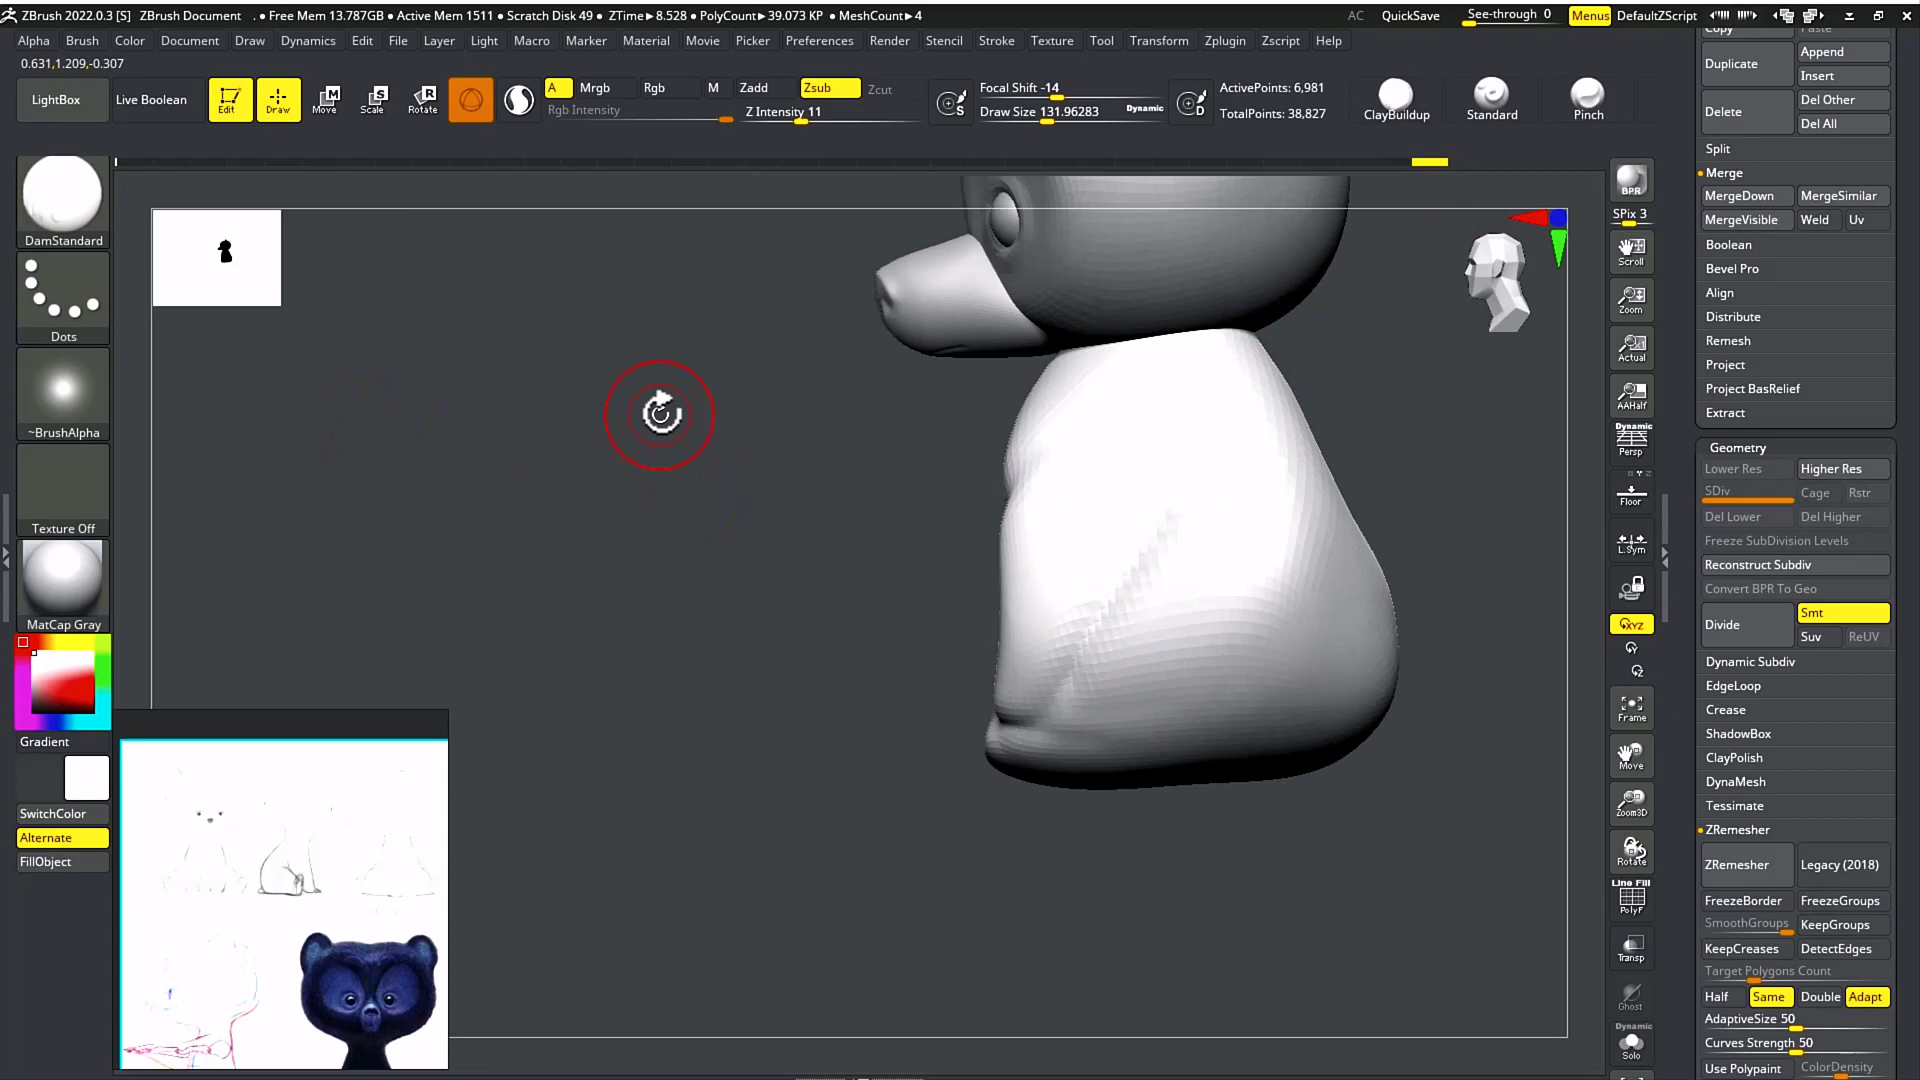 ZBrush 2022.0.3 [S] ZBrush Document . • Free Mem 13.787GB • Active Mem 1511 • Scratch Disk 49 • ZTime▸8.528 • PolyCount▸39.073 KP • MeshCount▸4 AC QuickSave See-through 0 Menus DefaultZScript
Alpha Brush Color Document Draw Dynamics Edit File Layer Light Macro Marker Material Movie Picker Preferences Render Stencil Stroke Texture Tool Transform Zplugin Zscript Help
0.631,1.209,-0.307
LightBox Live Boolean Edit Draw Move Scale Rotate
A Mrgb Rgb M Zadd Zsub Zcut
Rgb Intensity Z Intensity 11
Focal Shift -14
Draw Size 131.96283 Dynamic
ActivePoints: 6,981
TotalPoints: 38,827
ClayBuildup Standard Pinch
DamStandard
Dots
~BrushAlpha
Texture Off
MatCap Gray
Gradient
SwitchColor
Alternate
FillObject
BPR
SPix 3
Scroll
Zoom
Actual
AAHalf
Dynamic
Persp
Floor
L.Sym
XYZ
Frame
Move
Zoom3D
Rotate
Line Fill
PolyF
Transp
Ghost
Dynamic
Solo
Copy Paste
Append
Duplicate
Insert
Del Other
Delete
Del All
Split
Merge
MergeDown MergeSimilar
MergeVisible Weld Uv
Boolean
Bevel Pro
Align
Distribute
Remesh
Project
Project BasRelief
Extract
Geometry
Lower Res Higher Res
SDiv Cage Rstr
Del Lower Del Higher
Freeze SubDivision Levels
Reconstruct Subdiv
Convert BPR To Geo
Divide Smt
Suv ReUV
Dynamic Subdiv
EdgeLoop
Crease
ShadowBox
ClayPolish
DynaMesh
Tessimate
ZRemesher
ZRemesher Legacy (2018)
FreezeBorder FreezeGroups
SmoothGroups KeepGroups
KeepCreases DetectEdges
Target Polygons Count
Half Same Double Adapt
AdaptiveSize 50
Curves Strength 50
Use Polypaint ColorDensity